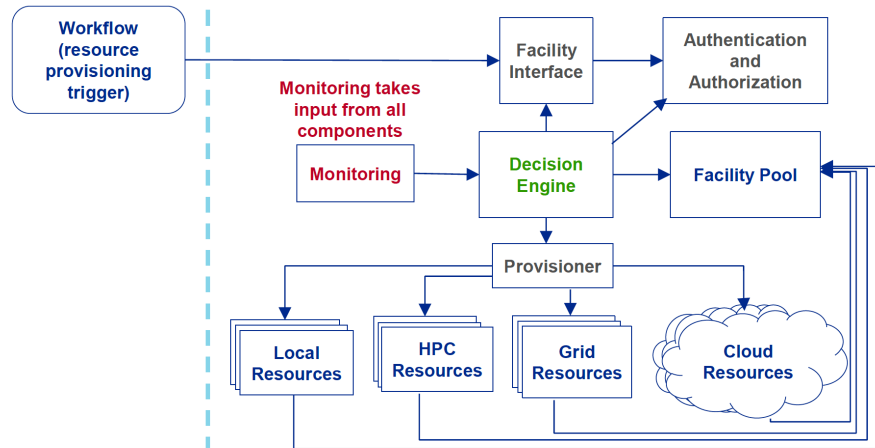 Workflow
(resource
provisioning
trigger)
Facility
Interface
Authentication
and
Authorization
Monitoring takes
input from all
components
Monitoring
Decision
Engine
Facility Pool
Provisioner
Local
Resources
HPC
Resources
Grid
Resources
Cloud
Resources